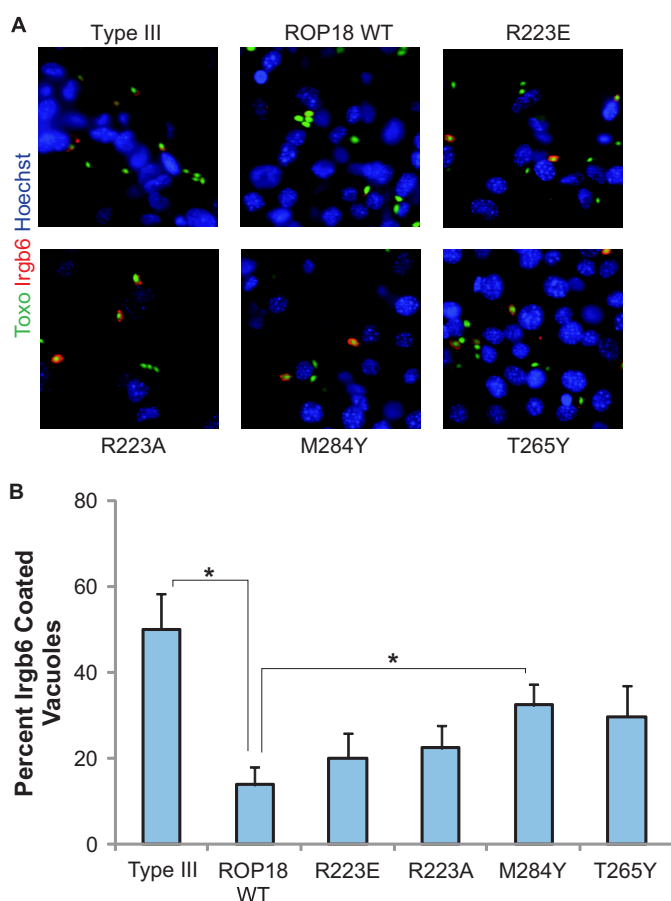 A
Type III ROP18 WT R223E
Toxo Irgb6 Hoechst
R223A M284Y T265Y
B
80
60
40
20
0
Percent Irgb6 Coated
Vacuoles
*
*
Type III ROP18 R223E R223A M284Y T265Y
WT